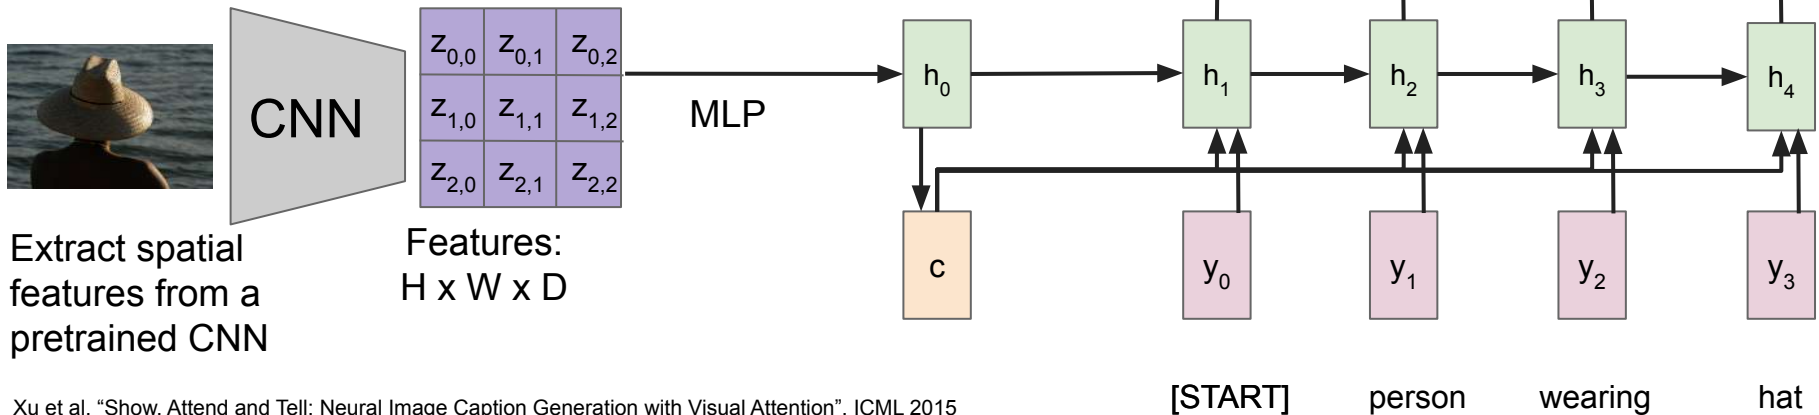 CNN
z0,0 z0,1 z0,2
z1,0 z1,1 z1,2
z2,0 z2,1 z2,2
MLP
h0
h1
h2
h3
h4
Extract spatial
features from a
pretrained CNN
Features:
H x W x D
c
y0
y1
y2
y3
[START]
person
wearing
hat
Xu et al, “Show, Attend and Tell: Neural Image Caption Generation with Visual Attention”, ICML 2015